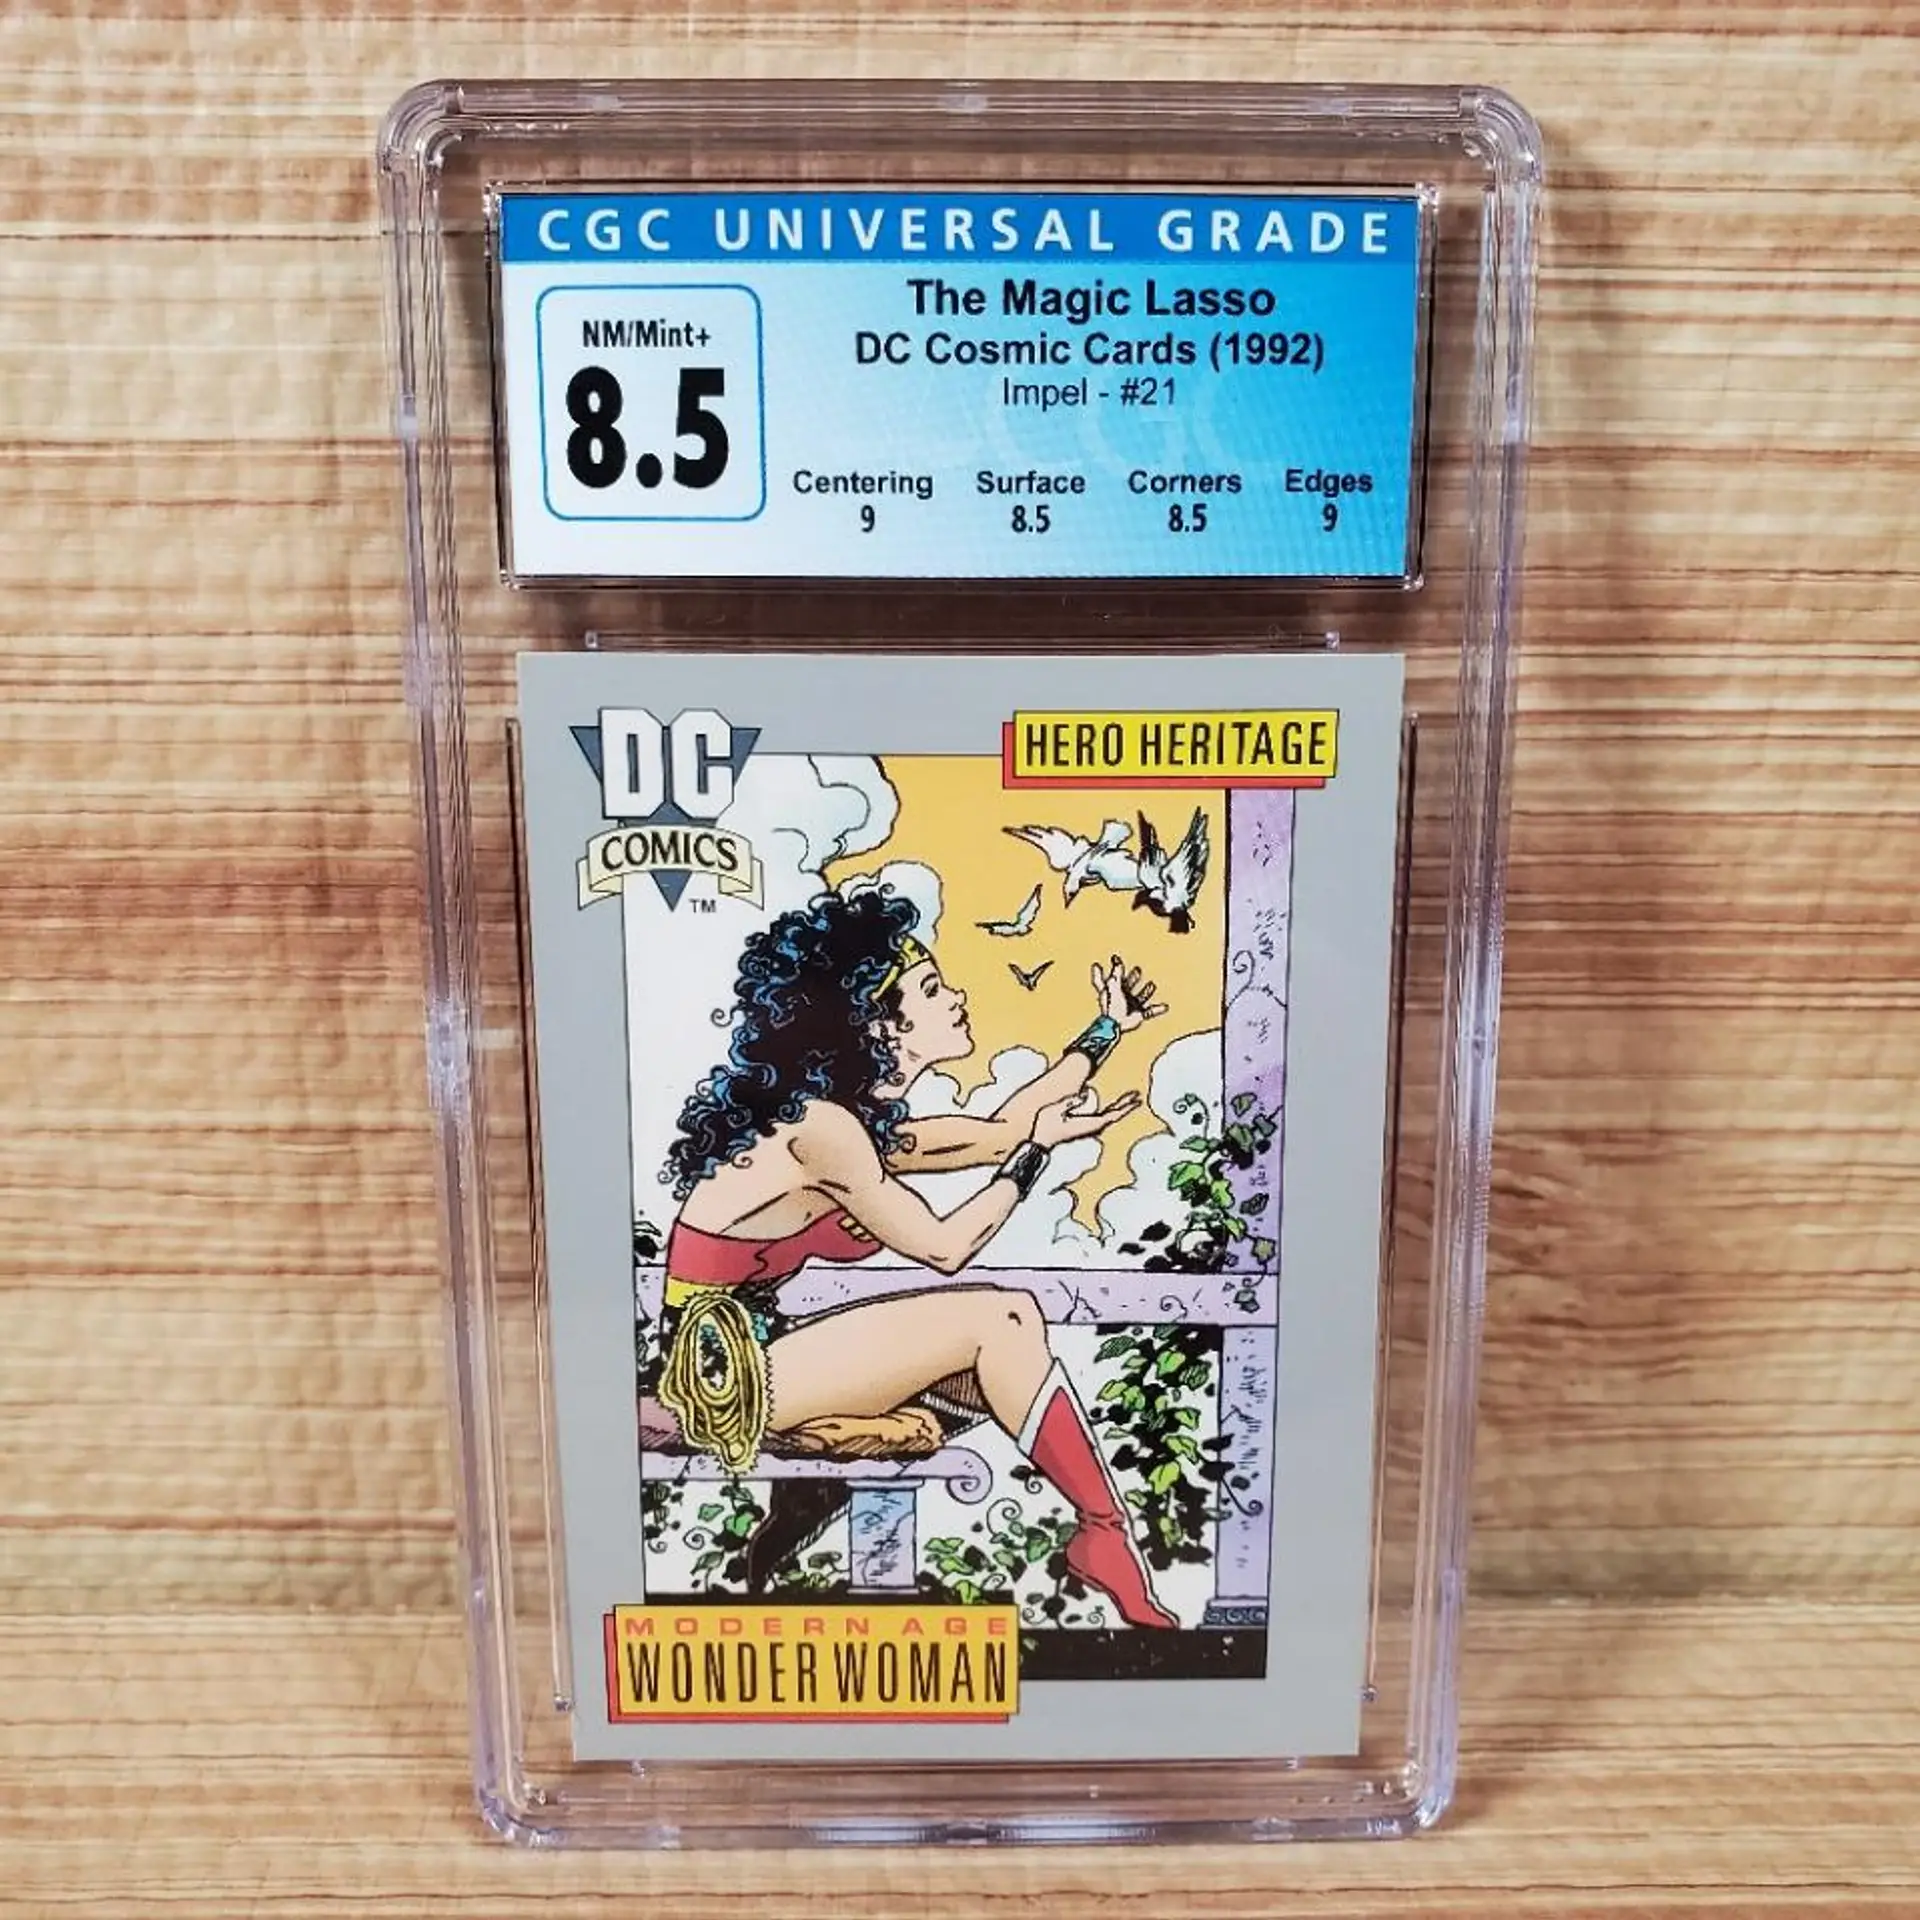 CGC UNIVERSAL GRADE
NM/Mint+
8.5
The Magic Lasso
DC Cosmic Cards (1992)
Impel - #21
Centering Surface Corners Edges
9 8.5 8.5 9
DC
COMICS
TM
HERO HERITAGE
MODERN AGE
WONDER WOMAN